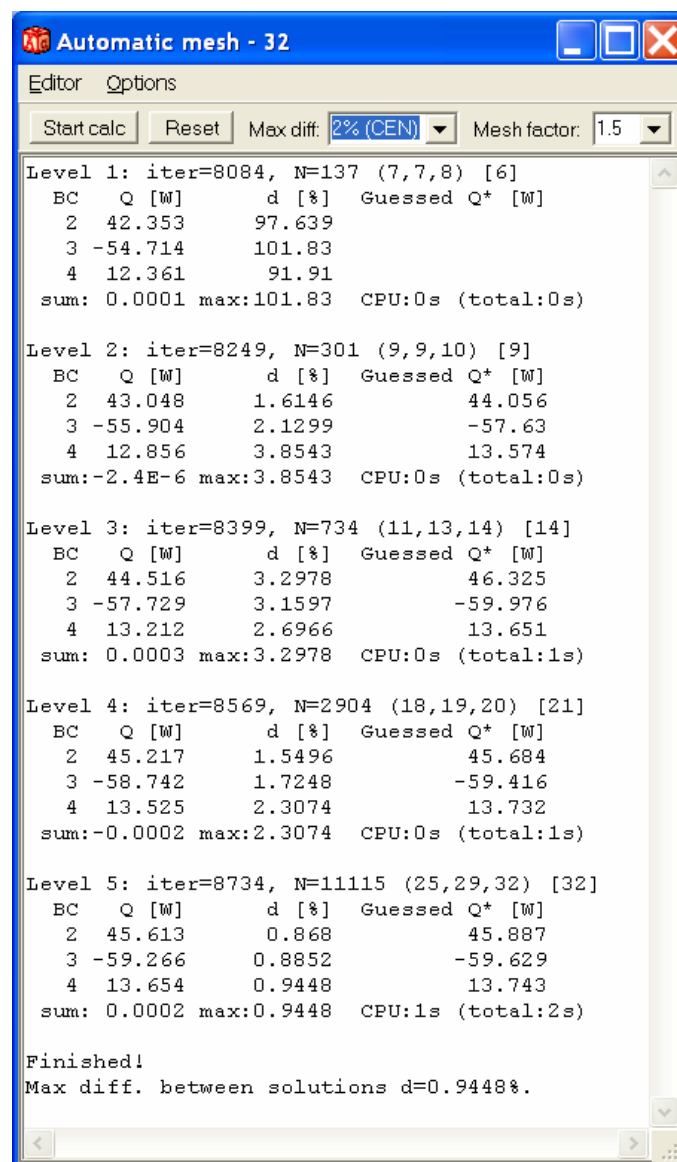 Automatic mesh - 32
Editor Options
Start calc Reset Max diff: 2% (CEN) Mesh factor: 1.5
Level 1: iter=8084, N=137 (7,7,8) [6]
BC Q [W] d [%] Guessed Q* [W]
2 42.353 97.639
3 -54.714 101.83
4 12.361 91.91
sum: 0.0001 max:101.83 CPU:0s (total:0s)
Level 2: iter=8249, N=301 (9,9,10) [9]
BC Q [W] d [%] Guessed Q* [W]
2 43.048 1.6146 44.056
3 -55.904 2.1299 -57.63
4 12.856 3.8543 13.574
sum:-2.4E-6 max:3.8543 CPU:0s (total:0s)
Level 3: iter=8399, N=734 (11,13,14) [14]
BC Q [W] d [%] Guessed Q* [W]
2 44.516 3.2978 46.325
3 -57.729 3.1597 -59.976
4 13.212 2.6966 13.651
sum: 0.0003 max:3.2978 CPU:0s (total:1s)
Level 4: iter=8569, N=2904 (18,19,20) [21]
BC Q [W] d [%] Guessed Q* [W]
2 45.217 1.5496 45.684
3 -58.742 1.7248 -59.416
4 13.525 2.3074 13.732
sum:-0.0002 max:2.3074 CPU:0s (total:1s)
Level 5: iter=8734, N=11115 (25,29,32) [32]
BC Q [W] d [%] Guessed Q* [W]
2 45.613 0.868 45.887
3 -59.266 0.8852 -59.629
4 13.654 0.9448 13.743
sum: 0.0002 max:0.9448 CPU:1s (total:2s)
Finished!
Max diff. between solutions d=0.9448%.